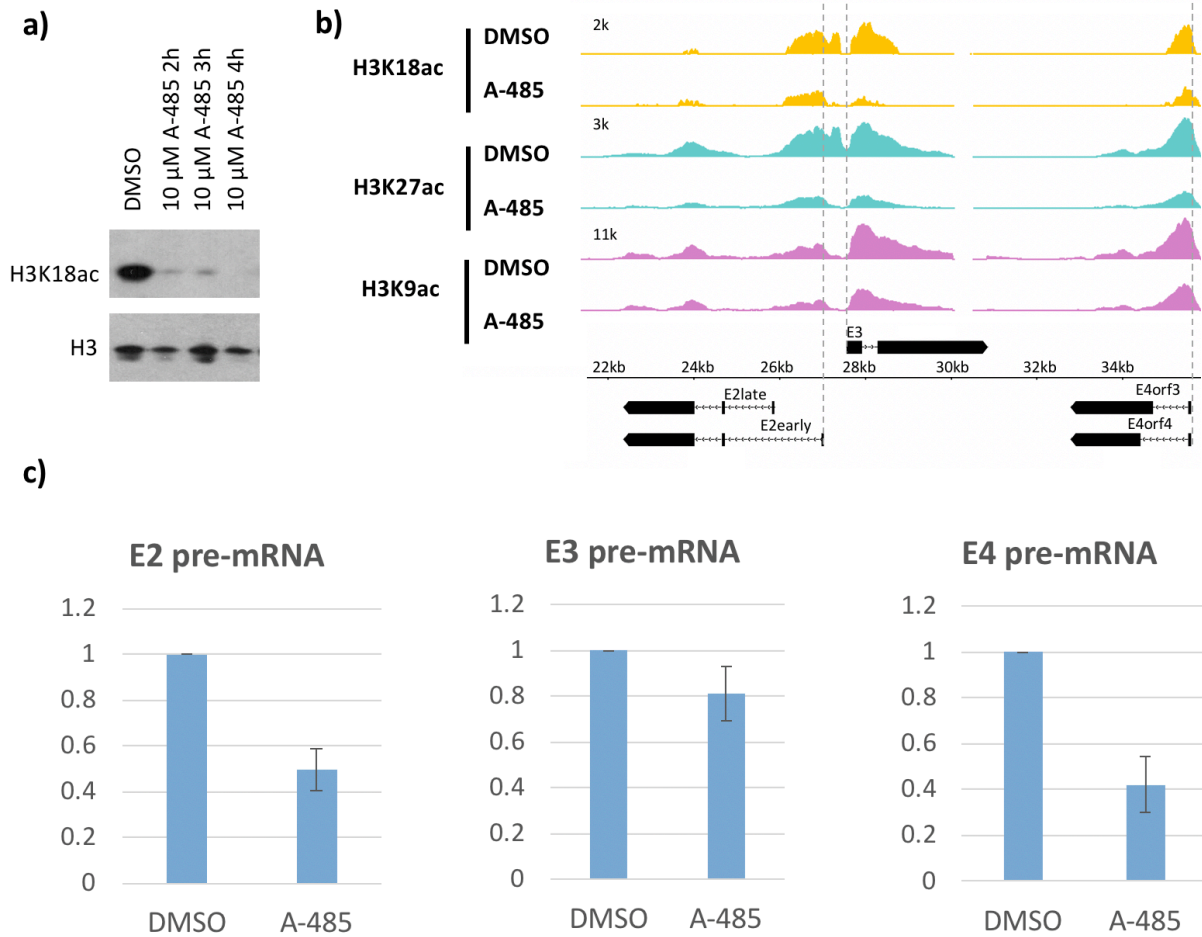 a)
DMSO
10 µM A-485 2h
10 µM A-485 3h
10 µM A-485 4h
H3K18ac
H3
b)
H3K18ac
DMSO
A-485
2k
H3K27ac
DMSO
A-485
3k
H3K9ac
DMSO
A-485
11k
E3
22kb 24kb 26kb 28kb 30kb 32kb 34kb
E2late
E2early
E4orf3
E4orf4
c)
E2 pre-mRNA
1.2
1
0.8
0.6
0.4
0.2
0
DMSO A-485
E3 pre-mRNA
1.2
1
0.8
0.6
0.4
0.2
0
DMSO A-485
E4 pre-mRNA
1.2
1
0.8
0.6
0.4
0.2
0
DMSO A-485